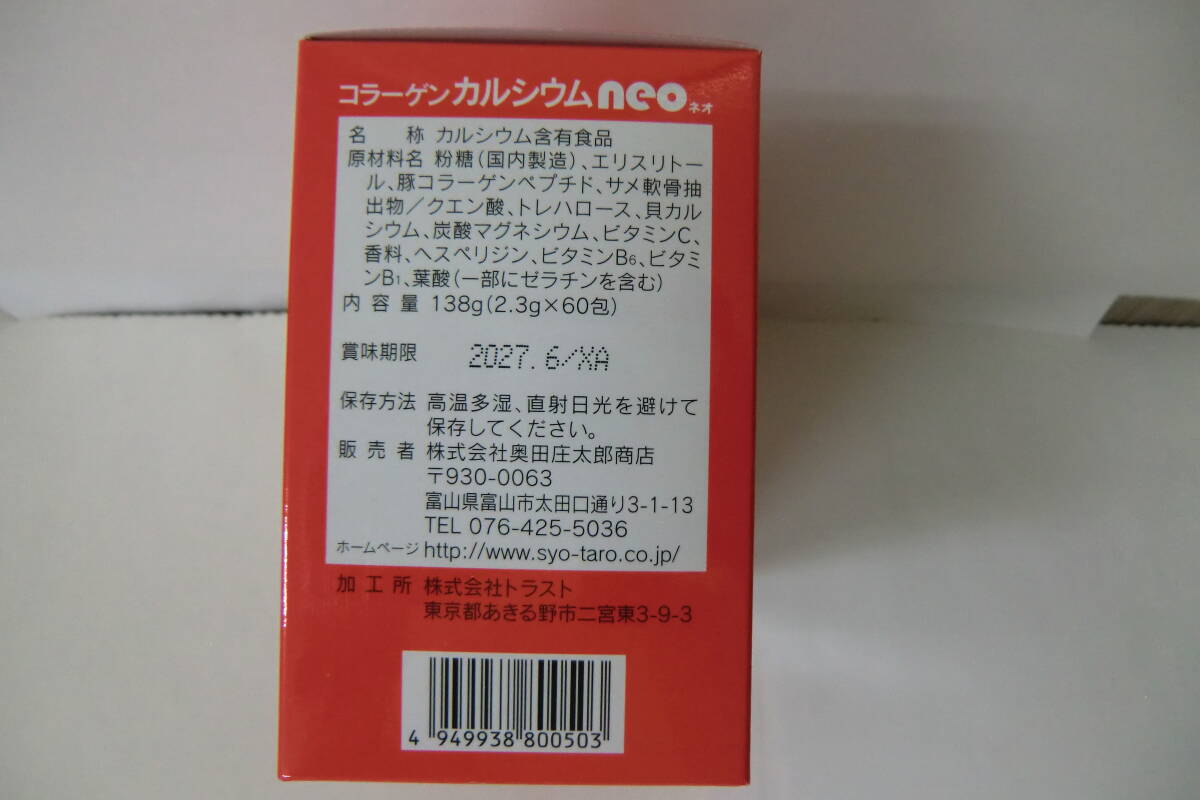 コラーゲンカルシウムneoネオ
名称 カルシウム含有食品
原材料名 粉糖(国内製造)、エリスリトー
ル、豚コラーゲンペプチド、サメ軟骨抽
出物/クエン酸、トレハロース、貝カル
シウム、炭酸マグネシウム、ビタミンC、
香料、ヘスペリジン、ビタミンB6、ビタミ
ンB1、葉酸(一部にゼラチンを含む)
内容量 138g(2.3g×60包)
賞味期限 2027.6/XA
保存方法 高温多湿、直射日光を避けて
保存してください。
販売者 株式会社奥田庄太郎商店
〒930-0063
富山県富山市太田口通り3-1-13
TEL 076-425-5036
ホームページ http://www.syo-taro.co.jp/
加工所 株式会社トラスト
東京都あきる野市二宮東3-9-3
4 949938 800503